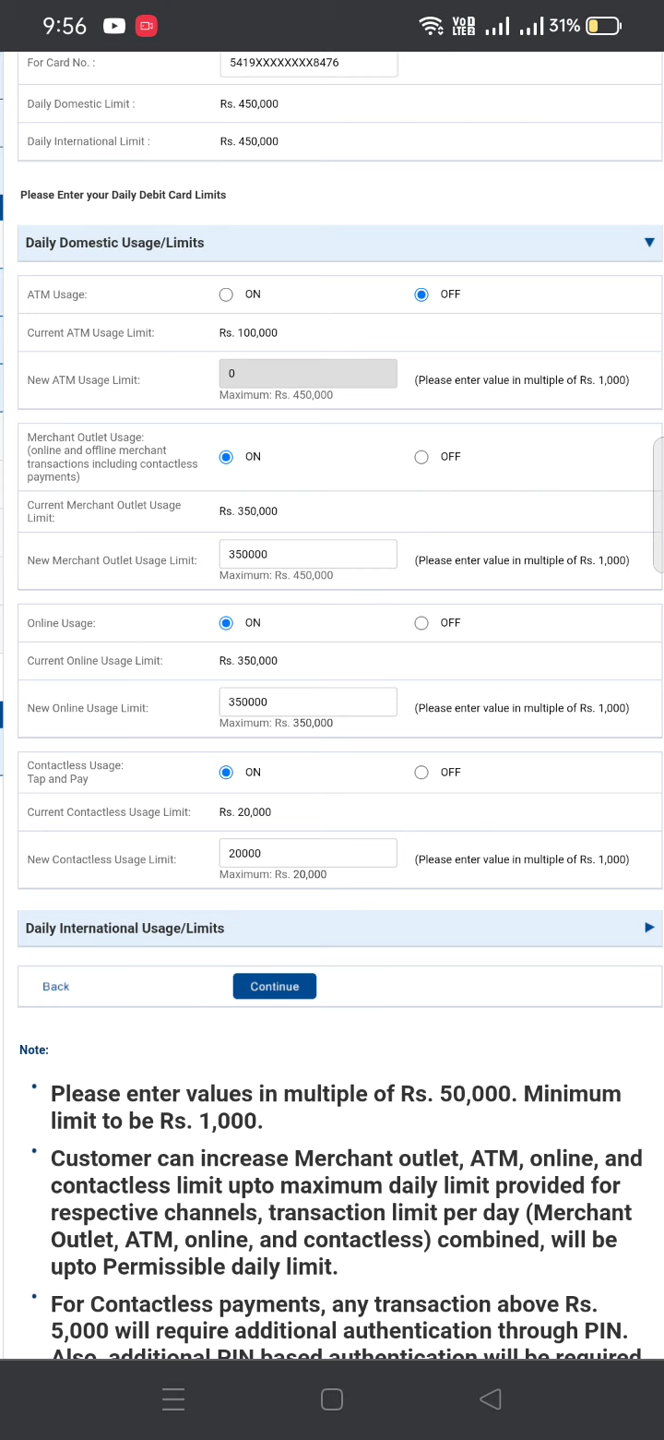 9:56
VoD
LTE2
31%
For Card No. :
5419XXXXXXXX8476
Daily Domestic Limit :
Rs. 450,000
Daily International Limit :
Rs. 450,000
Please Enter your Daily Debit Card Limits
Daily Domestic Usage/Limits
ATM Usage:
ON
OFF
Current ATM Usage Limit:
Rs. 100,000
New ATM Usage Limit:
0
(Please enter value in multiple of Rs. 1,000)
Maximum: Rs. 450,000
Merchant Outlet Usage:
(online and offline merchant
transactions including contactless
payments)
ON
OFF
Current Merchant Outlet Usage
Limit:
Rs. 350,000
New Merchant Outlet Usage Limit:
350000
(Please enter value in multiple of Rs. 1,000)
Maximum: Rs. 450,000
Online Usage:
ON
OFF
Current Online Usage Limit:
Rs. 350,000
New Online Usage Limit:
350000
(Please enter value in multiple of Rs. 1,000)
Maximum: Rs. 350,000
Contactless Usage:
Tap and Pay
ON
OFF
Current Contactless Usage Limit:
Rs. 20,000
New Contactless Usage Limit:
20000
(Please enter value in multiple of Rs. 1,000)
Maximum: Rs. 20,000
Daily International Usage/Limits
Back
Continue
Note:
Please enter values in multiple of Rs. 50,000. Minimum
limit to be Rs. 1,000.
Customer can increase Merchant outlet, ATM, online, and
contactless limit upto maximum daily limit provided for
respective channels, transaction limit per day (Merchant
Outlet, ATM, online, and contactless) combined, will be
upto Permissible daily limit.
For Contactless payments, any transaction above Rs.
5,000 will require additional authentication through PIN.
Also, additional PIN based authentication will be required